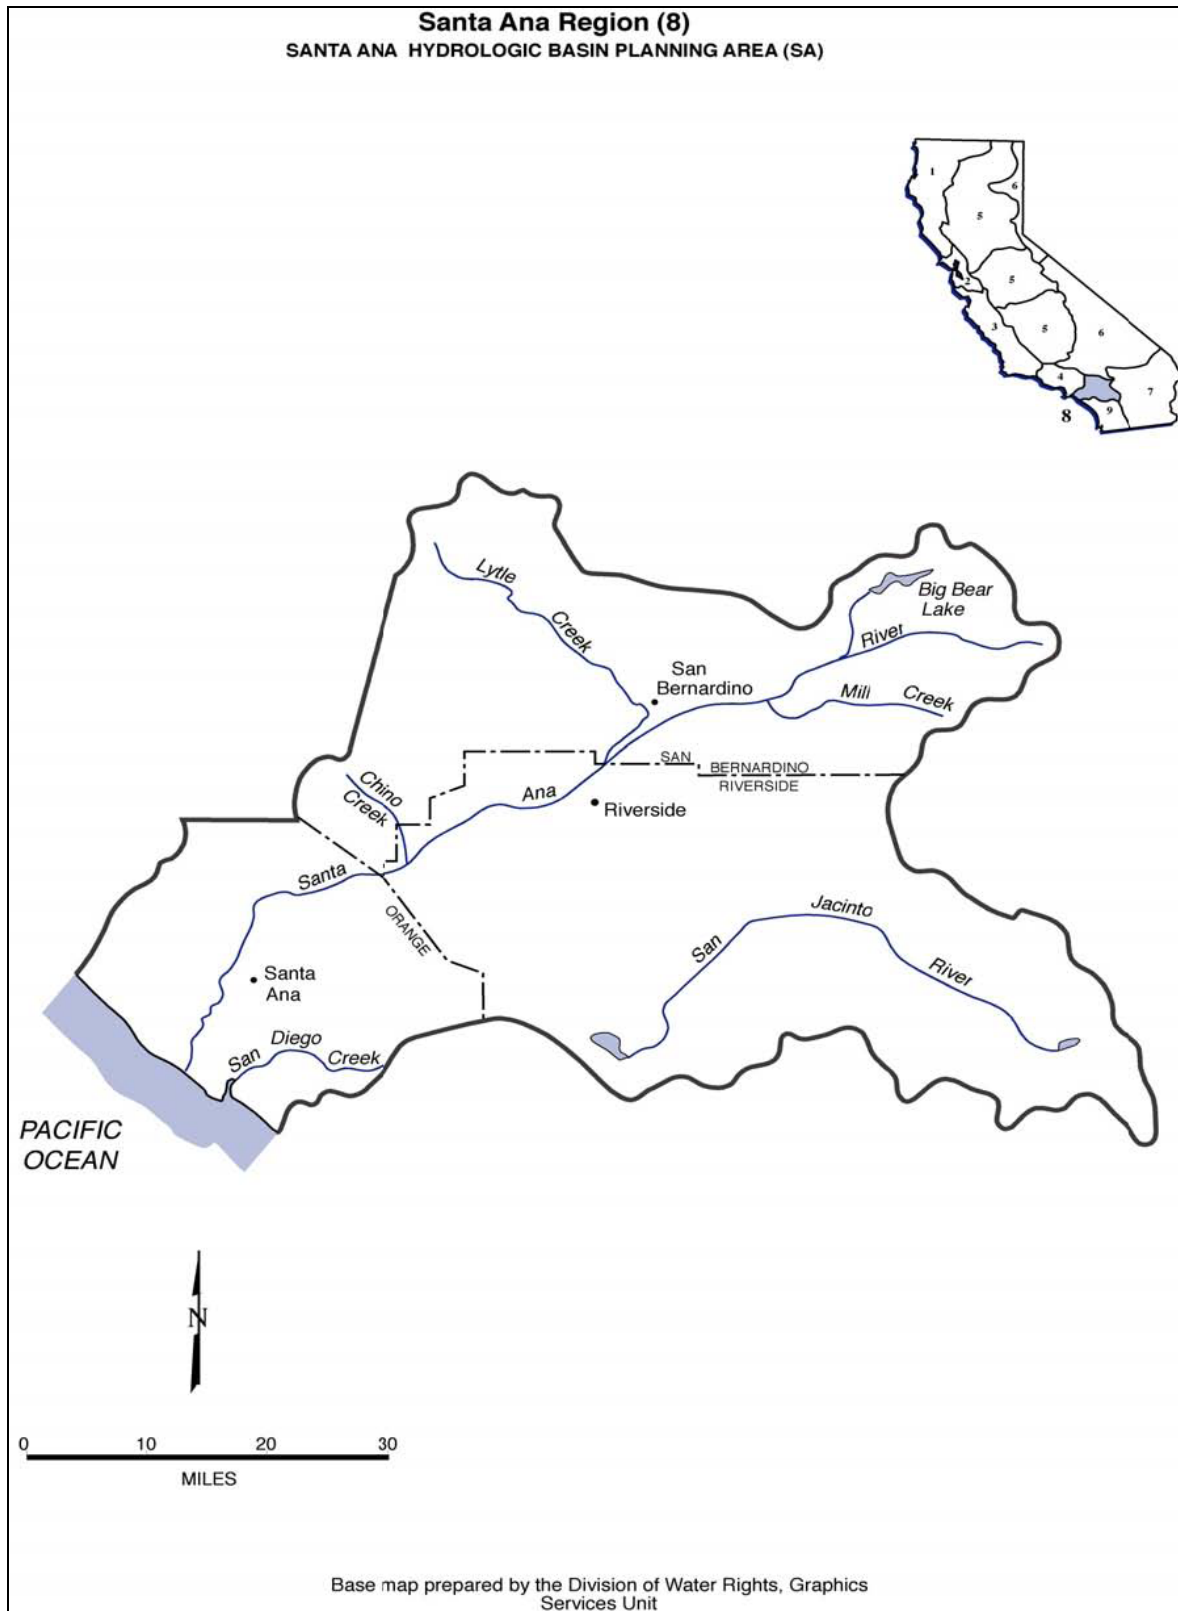 Santa Ana Region (8)
SANTA ANA HYDROLOGIC BASIN PLANNING AREA (SA)
1
6
5
2
5
3
5
6
4
7
9
8
Lytle
Creek
Big Bear
Lake
River
San
Bernardino
Mill Creek
SAN
BERNARDINO
RIVERSIDE
Chino
Creek
Ana
Riverside
Santa
ORANGE
Jacinto
San
River
Santa
Ana
Diego
San
Creek
PACIFIC
OCEAN
N
0 10 20 30
MILES
Base map prepared by the Division of Water Rights, Graphics
Services Unit